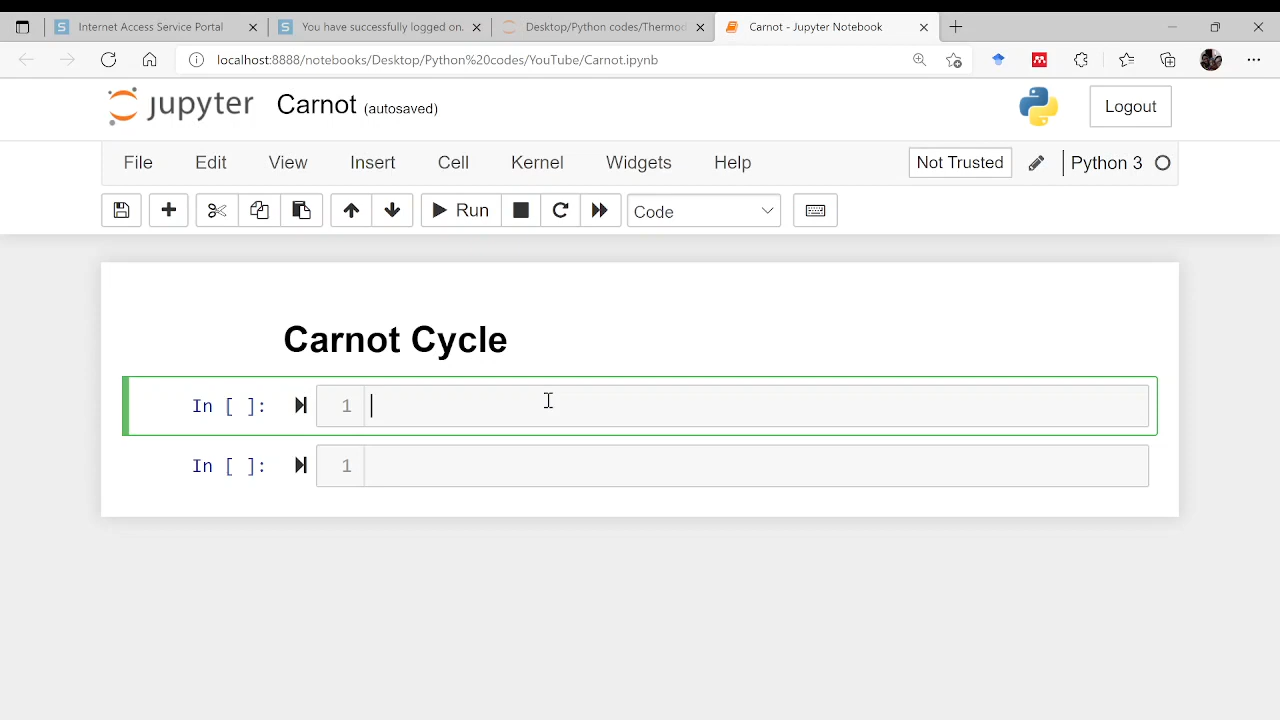 Internet Access Service Portal
You have successfully logged on.
Desktop/Python codes/Thermod
Carnot - Jupyter Notebook
localhost:8888/notebooks/Desktop/Python%20codes/YouTube/Carnot.ipynb
jupyter Carnot (autosaved)
Logout
File Edit View Insert Cell Kernel Widgets Help
Not Trusted
Python 3
Run
Code
Carnot Cycle
In [ ]: 1
In [ ]: 1